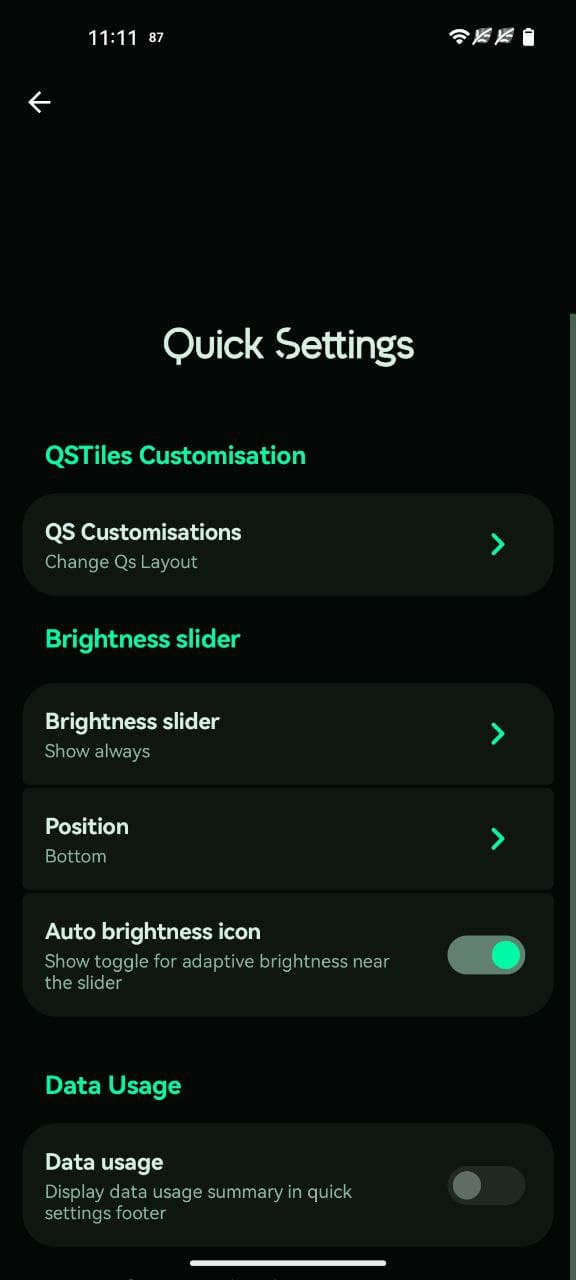 11:11 87
Quick Settings
QSTiles Customisation
QS Customisations
Change Qs Layout
Brightness slider
Brightness slider
Show always
Position
Bottom
Auto brightness icon
Show toggle for adaptive brightness near
the slider
Data Usage
Data usage
Display data usage summary in quick
settings footer